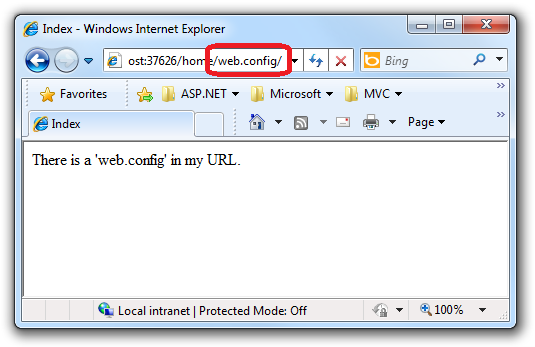 Index - Windows Internet Explorer
ost:37626/home/web.config/ Bing
Favorites ASP.NET Microsoft MVC »
Index Page »
There is a 'web.config' in my URL.
Local intranet | Protected Mode: Off 100%